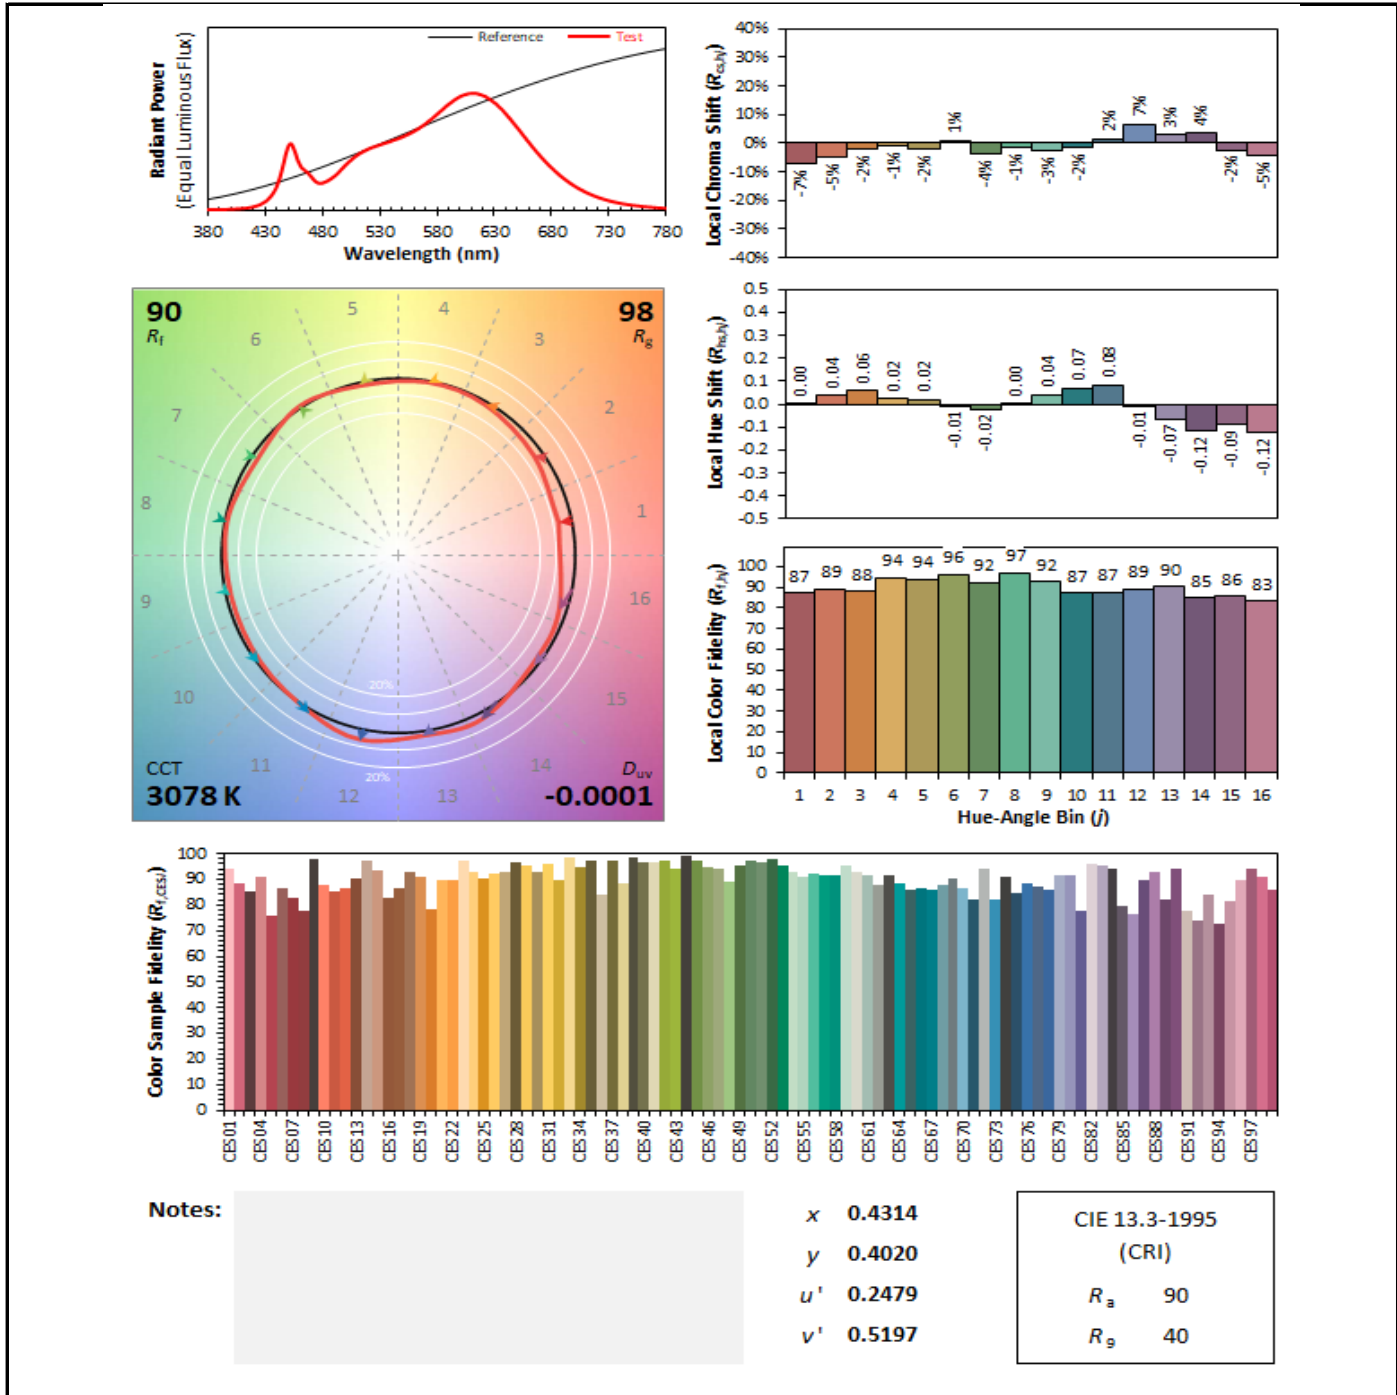 Radiant Power
(Equal Luminous Flux)
Reference
Test
380 430 480 530 580 630 680 730 780
Wavelength (nm)
Local Chroma Shift (Rcs,hj)
40%
30%
20%
10%
0%
-10%
-20%
-30%
-40%
-7% -5% -2% -1% -2% 1% -4% -1% -3% -2% 2% 7% 3% 4% -2% -5%
90
Rf
98
Rg
5 4
6 3
7 2
8 1
9 16
10 15
11 14
12 13
20%
20%
CCT
3078 K
Duv
-0.0001
Local Hue Shift (Rhs,hj)
0.5
0.4
0.3
0.2
0.1
0.0
-0.1
-0.2
-0.3
-0.4
-0.5
0.00 0.04 0.06 0.02 0.02 -0.01 -0.02 0.00 0.04 0.07 0.08 -0.01 -0.07 -0.12 -0.09 -0.12
Local Color Fidelity (Rf,hj)
100
90
80
70
60
50
40
30
20
10
0
87 89 88 94 94 96 92 97 92 87 87 89 90 85 86 83
1 2 3 4 5 6 7 8 9 10 11 12 13 14 15 16
Hue-Angle Bin (j)
Color Sample Fidelity (Rf,CESi)
100
90
80
70
60
50
40
30
20
10
0
CES01 CES04 CES07 CES10 CES13 CES16 CES19 CES22 CES25 CES28 CES31 CES34 CES37 CES40 CES43 CES46 CES49 CES52 CES55 CES58 CES61 CES64 CES67 CES70 CES73 CES76 CES79 CES82 CES85 CES88 CES91 CES94 CES97
Notes:
x 0.4314
y 0.4020
u' 0.2479
v' 0.5197
CIE 13.3-1995
(CRI)
Ra 90
R9 40